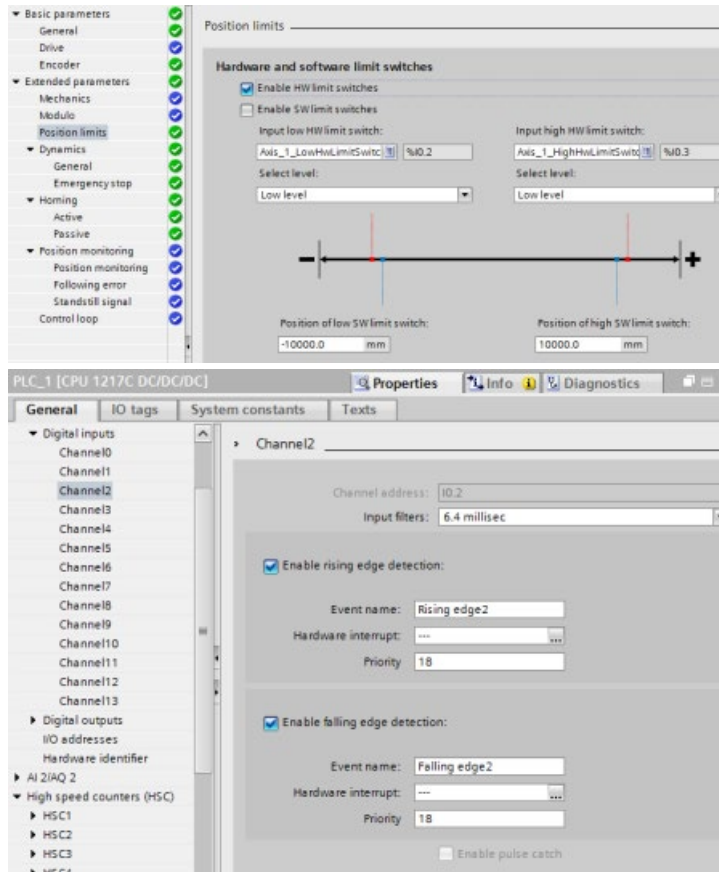 Basic parameters
General
Drive
Encoder
Extended parameters
Mechanics
Modulo
Position limits
Dynamics
General
Emergency stop
Homing
Active
Passive
Position monitoring
Position monitoring
Following error
Standstill signal
Control loop
Position limits
Hardware and software limit switches
Enable HW limit switches
Enable SW limit switches
Input low HW limit switch: Input high HW limit switch:
Axis_1_LowHwLimitSwitc %I0.2 Axis_1_HighHwLimitSwitc %I0.3
Select level: Select level:
Low level Low level
− +
Position of low SW limit switch: Position of high SW limit switch:
-10000.0 mm 10000.0 mm
PLC_1 [CPU 1217C DC/DC/DC] Properties Info Diagnostics
General IO tags System constants Texts
Digital inputs
Channel0
Channel1
Channel2
Channel3
Channel4
Channel5
Channel6
Channel7
Channel8
Channel9
Channel10
Channel11
Channel12
Channel13
Digital outputs
I/O addresses
Hardware identifier
AI 2/AQ 2
High speed counters (HSC)
HSC1
HSC2
HSC3
Channel2
Channel address: I0.2
Input filters: 6.4 millisec
Enable rising edge detection:
Event name: Rising edge2
Hardware interrupt: --- ...
Priority 18
Enable falling edge detection:
Event name: Falling edge2
Hardware interrupt: --- ...
Priority 18
Enable pulse catch